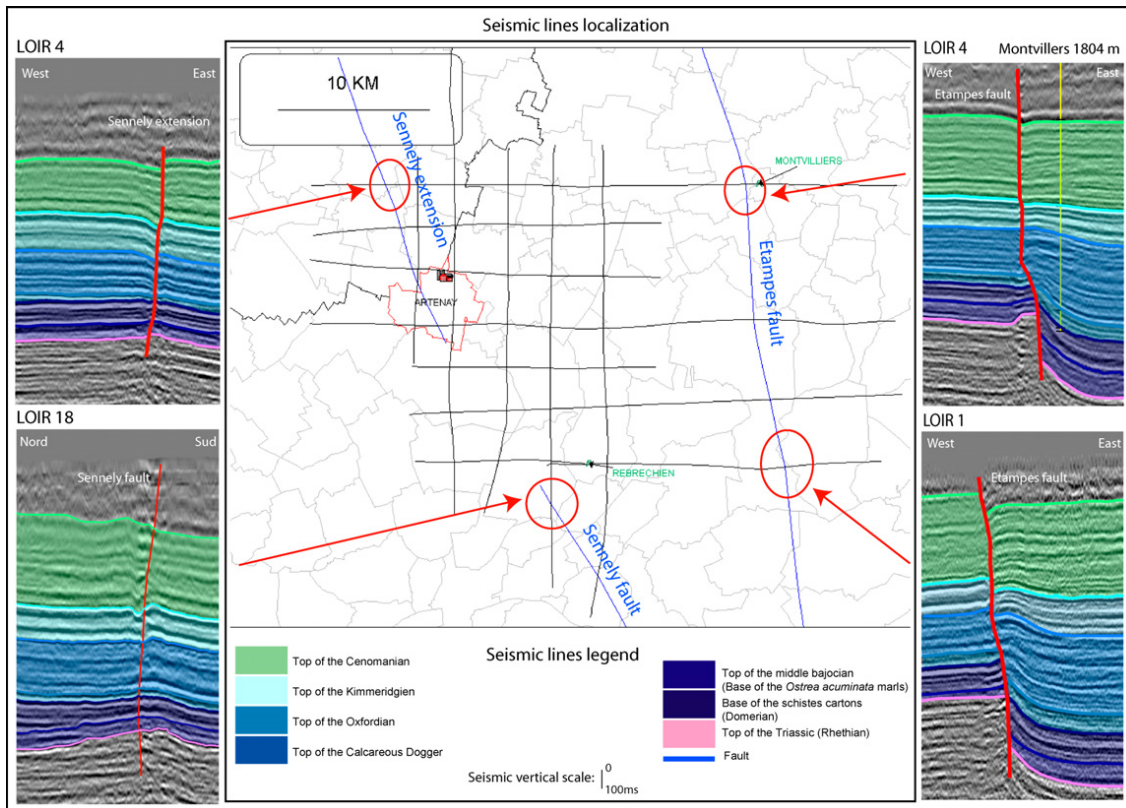 Seismic lines localization
LOIR 4
West East
Sennely extension
LOIR 18
Nord Sud
Sennely fault
10 KM
Sennely extension
MONTVILLIERS
Etampes fault
ARTENAY
REBRECHIEN
Sennely fault
LOIR 4 Montvillers 1804 m
West East
Etampes fault
LOIR 1
West East
Etampes fault
Seismic lines legend
Top of the Cenomanian
Top of the Kimmeridgien
Top of the Oxfordian
Top of the Calcareous Dogger
Top of the middle bajocian
(Base of the Ostrea acuminata marls)
Base of the schistes cartons
(Domerian)
Top of the Triassic (Rhethian)
Fault
Seismic vertical scale: 0
100ms